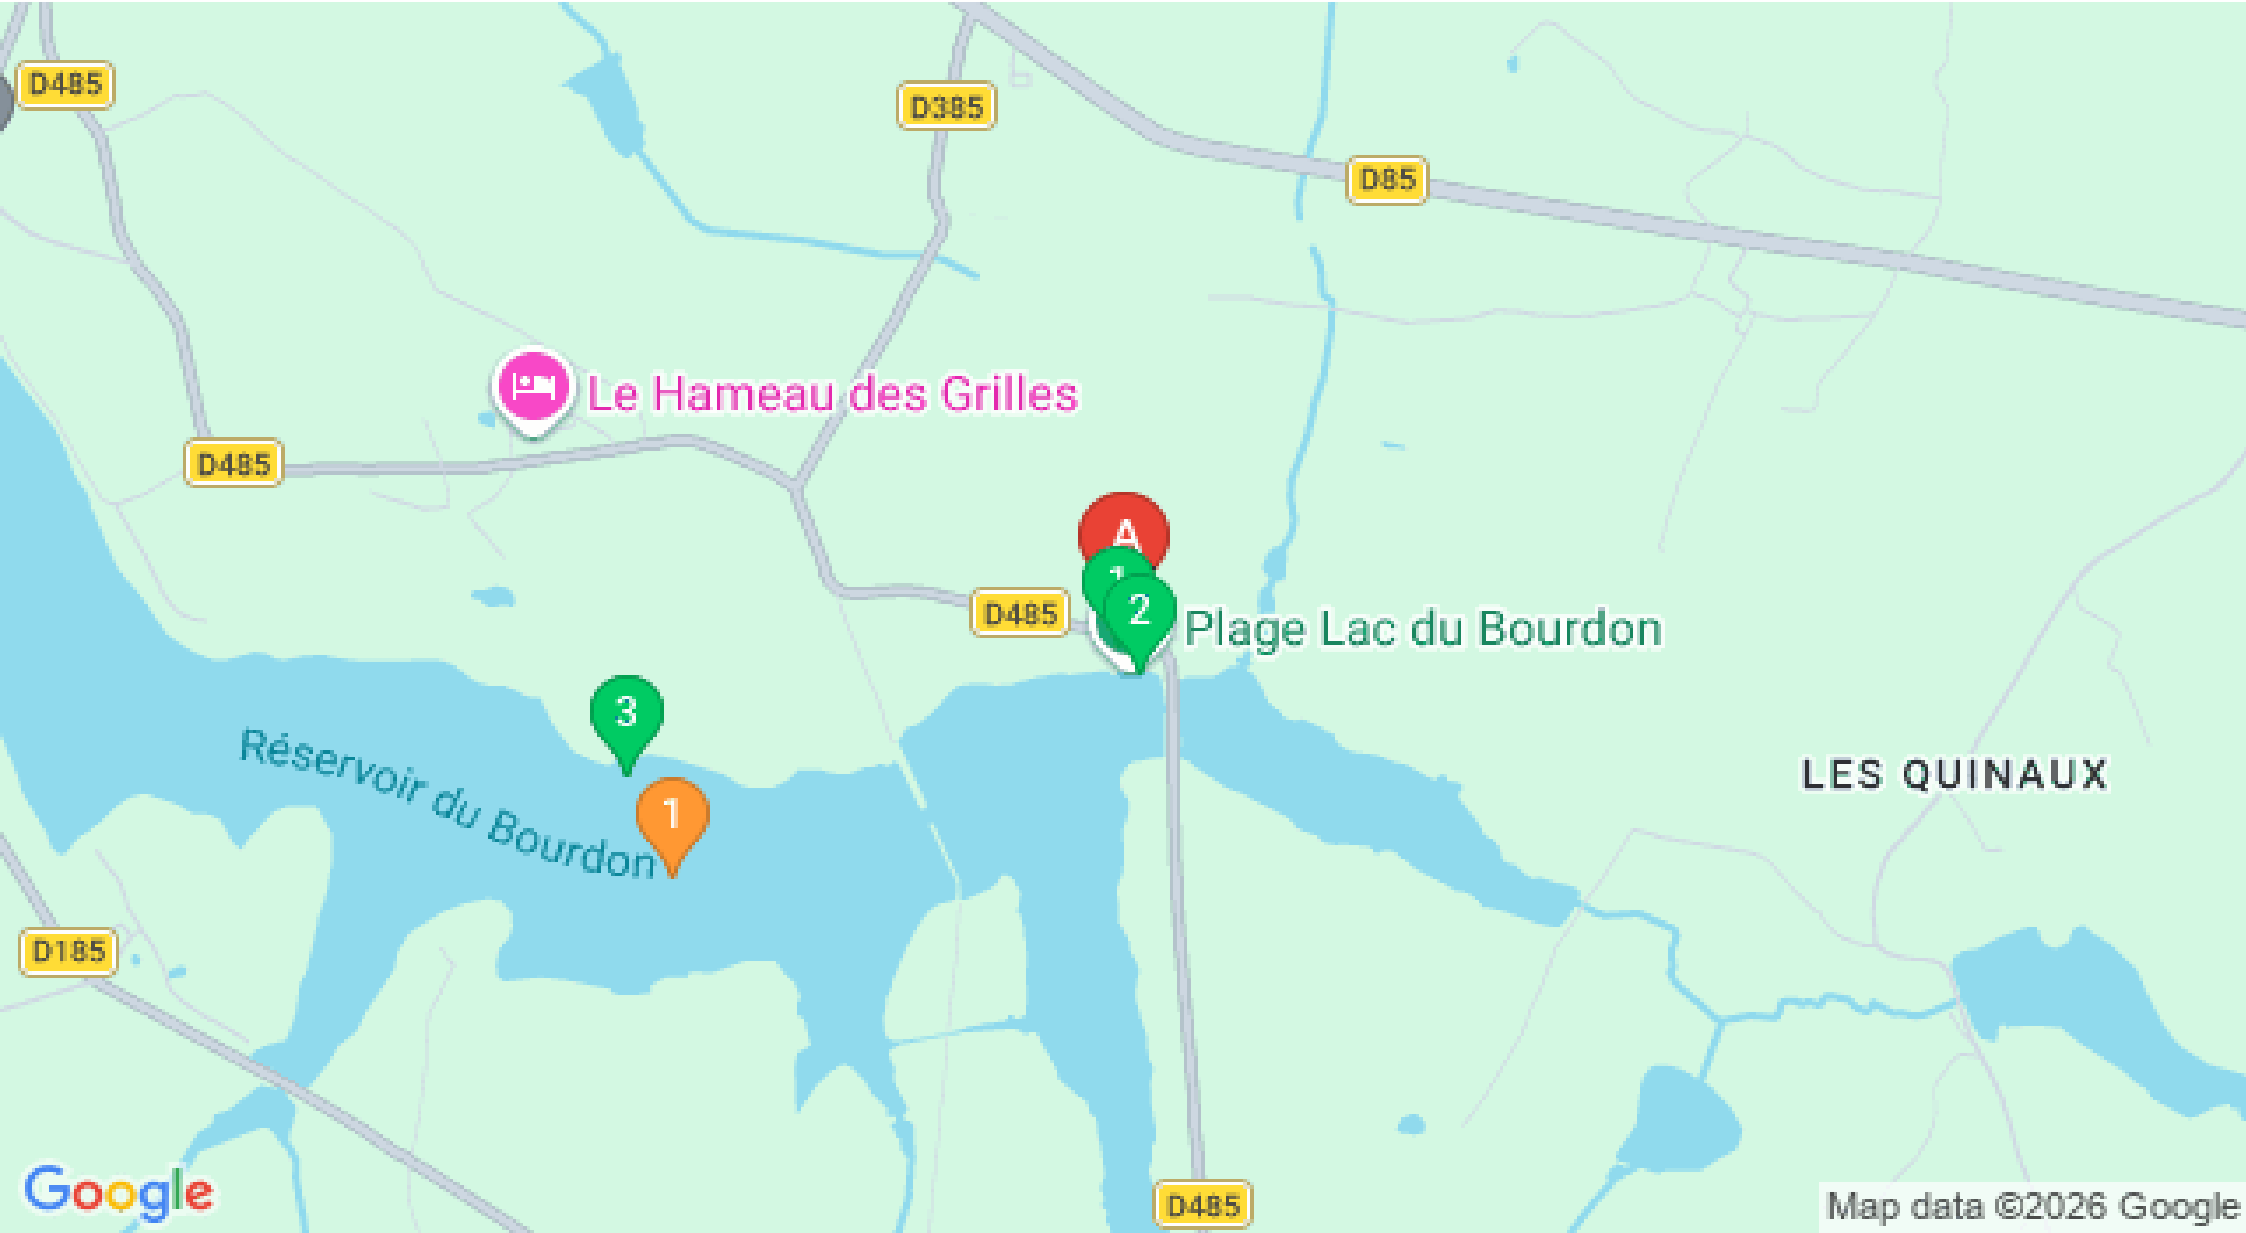 D485
D385
D85
Le Hameau des Grilles
D485
A
1
D485
2
Plage Lac du Bourdon
3
Réservoir du Bourdon
1
LES QUINAUX
D185
D485
Google
Map data ©2026 Google